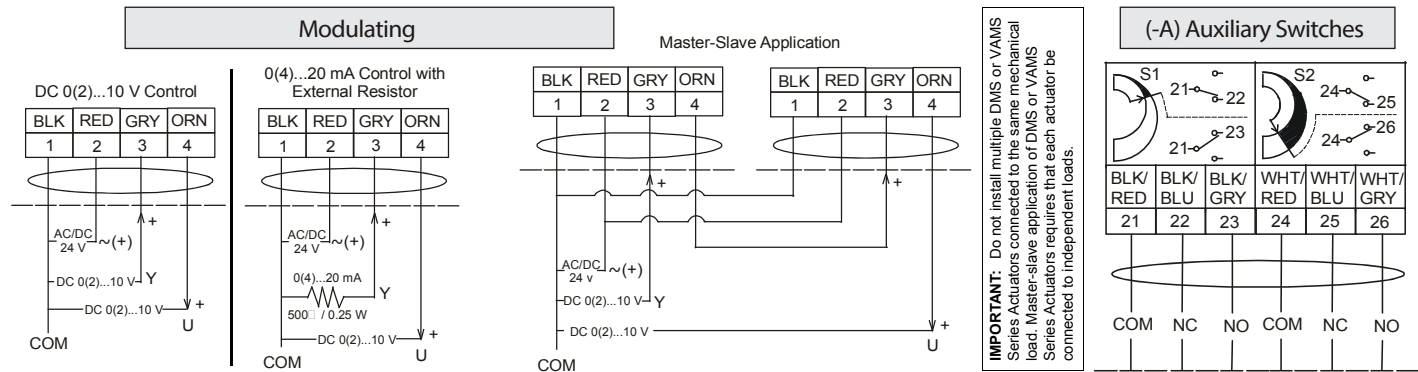 Modulating
DC 0(2)...10 V Control
BLK RED GRY ORN
1 2 3 4
+
AC/DC
24 V ~(+)
DC 0(2)...10 V Y
DC 0(2)...10 V +
U
COM
0(4)...20 mA Control with
External Resistor
BLK RED GRY ORN
1 2 3 4
+
AC/DC
24 V ~(+)
0(4)...20 mA
Y
500□ / 0.25 W
DC 0(2)...10 V +
U
COM
Master-Slave Application
BLK RED GRY ORN
1 2 3 4
+
BLK RED GRY ORN
1 2 3 4
+
AC/DC
24 v ~(+)
DC 0(2)...10 V Y
DC 0(2)...10 V +
U
COM
IMPORTANT: Do not install multiple DMS or VAMS
Series Actuators connected to the same mechanical
load. Master-slave application of DMS or VAMS
Series Actuators requires that each actuator be
connected to independent loads.
(-A) Auxiliary Switches
S1
21 22
23
21
S2
24 25
26
24
BLK/ BLK/ BLK/ WHT/ WHT/ WHT/
RED BLU GRY RED BLU GRY
21 22 23 24 25 26
COM NC NO COM NC NO